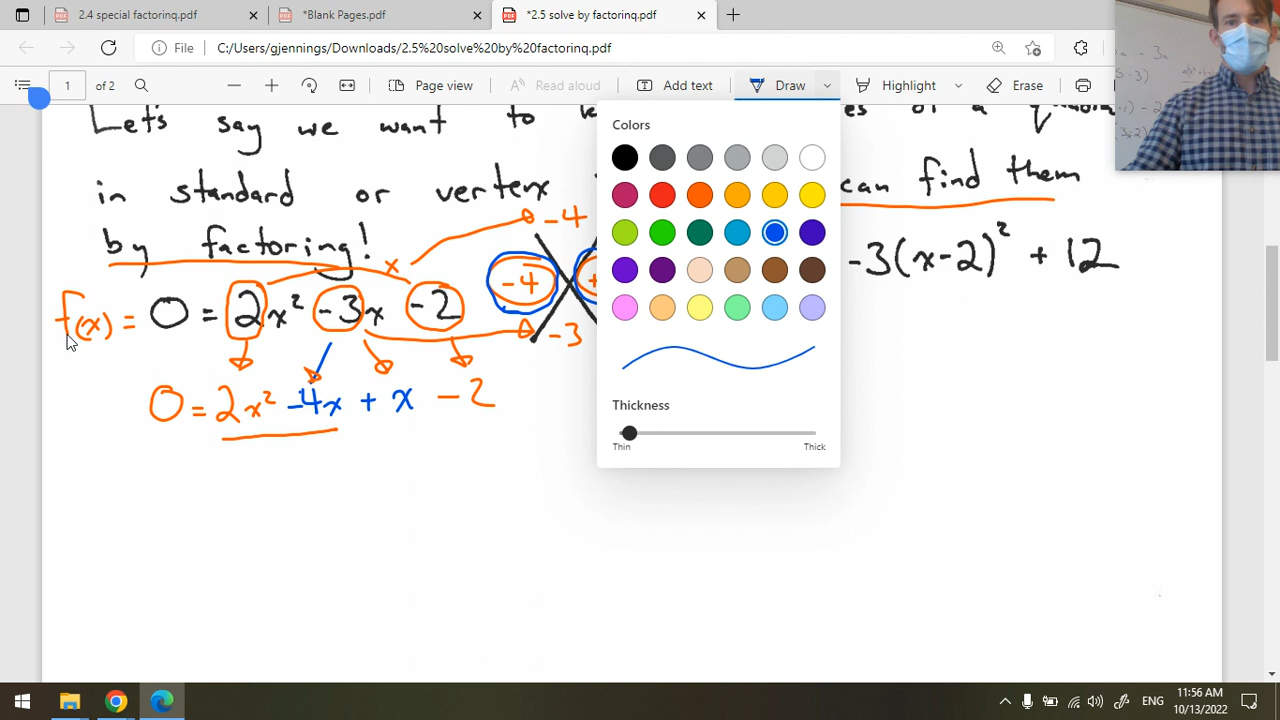 2.4 special factoring.pdf
*Blank Pages.pdf
*2.5 solve by factoring.pdf
File C:/Users/gjennings/Downloads/2.5%20solve%20by%20factoring.pdf
1 of 2 Page view Read aloud Add text Draw Highlight Erase
Let's say we want to of a
in standard or vertex can find them
by factoring!
f(x) = 0 = 2x² -3x -2
x -4
-4 +
-3
0 = 2x² -4x + x -2
-3(x-2)² + 12
Colors
Thickness
Thin Thick
ENG
11:56 AM
10/13/2022